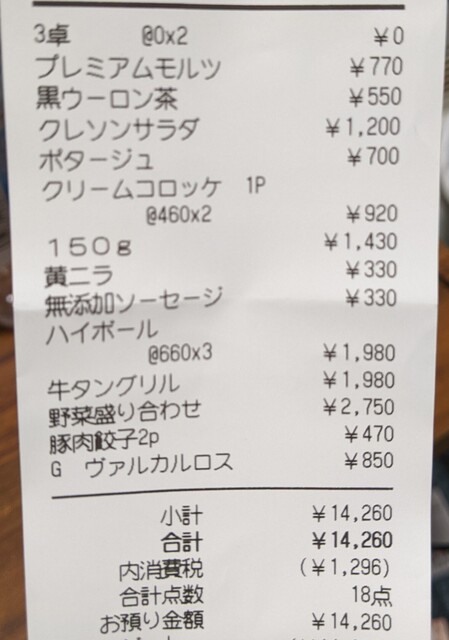 3卓 @0x2 ¥0
プレミアムモルツ ¥770
黒ウーロン茶 ¥550
クレソンサラダ ¥1,200
ポタージュ ¥700
クリームコロッケ 1P
@460x2 ¥920
150g ¥1,430
黄ニラ ¥330
無添加ソーセージ ¥330
ハイボール
@660x3 ¥1,980
牛タングリル ¥1,980
野菜盛り合わせ ¥2,750
豚肉餃子2p ¥470
G ヴァルカルロス ¥850
小計 ¥14,260
合計 ¥14,260
内消費税 (¥1,296)
合計点数 18点
お預り金額 ¥14,260